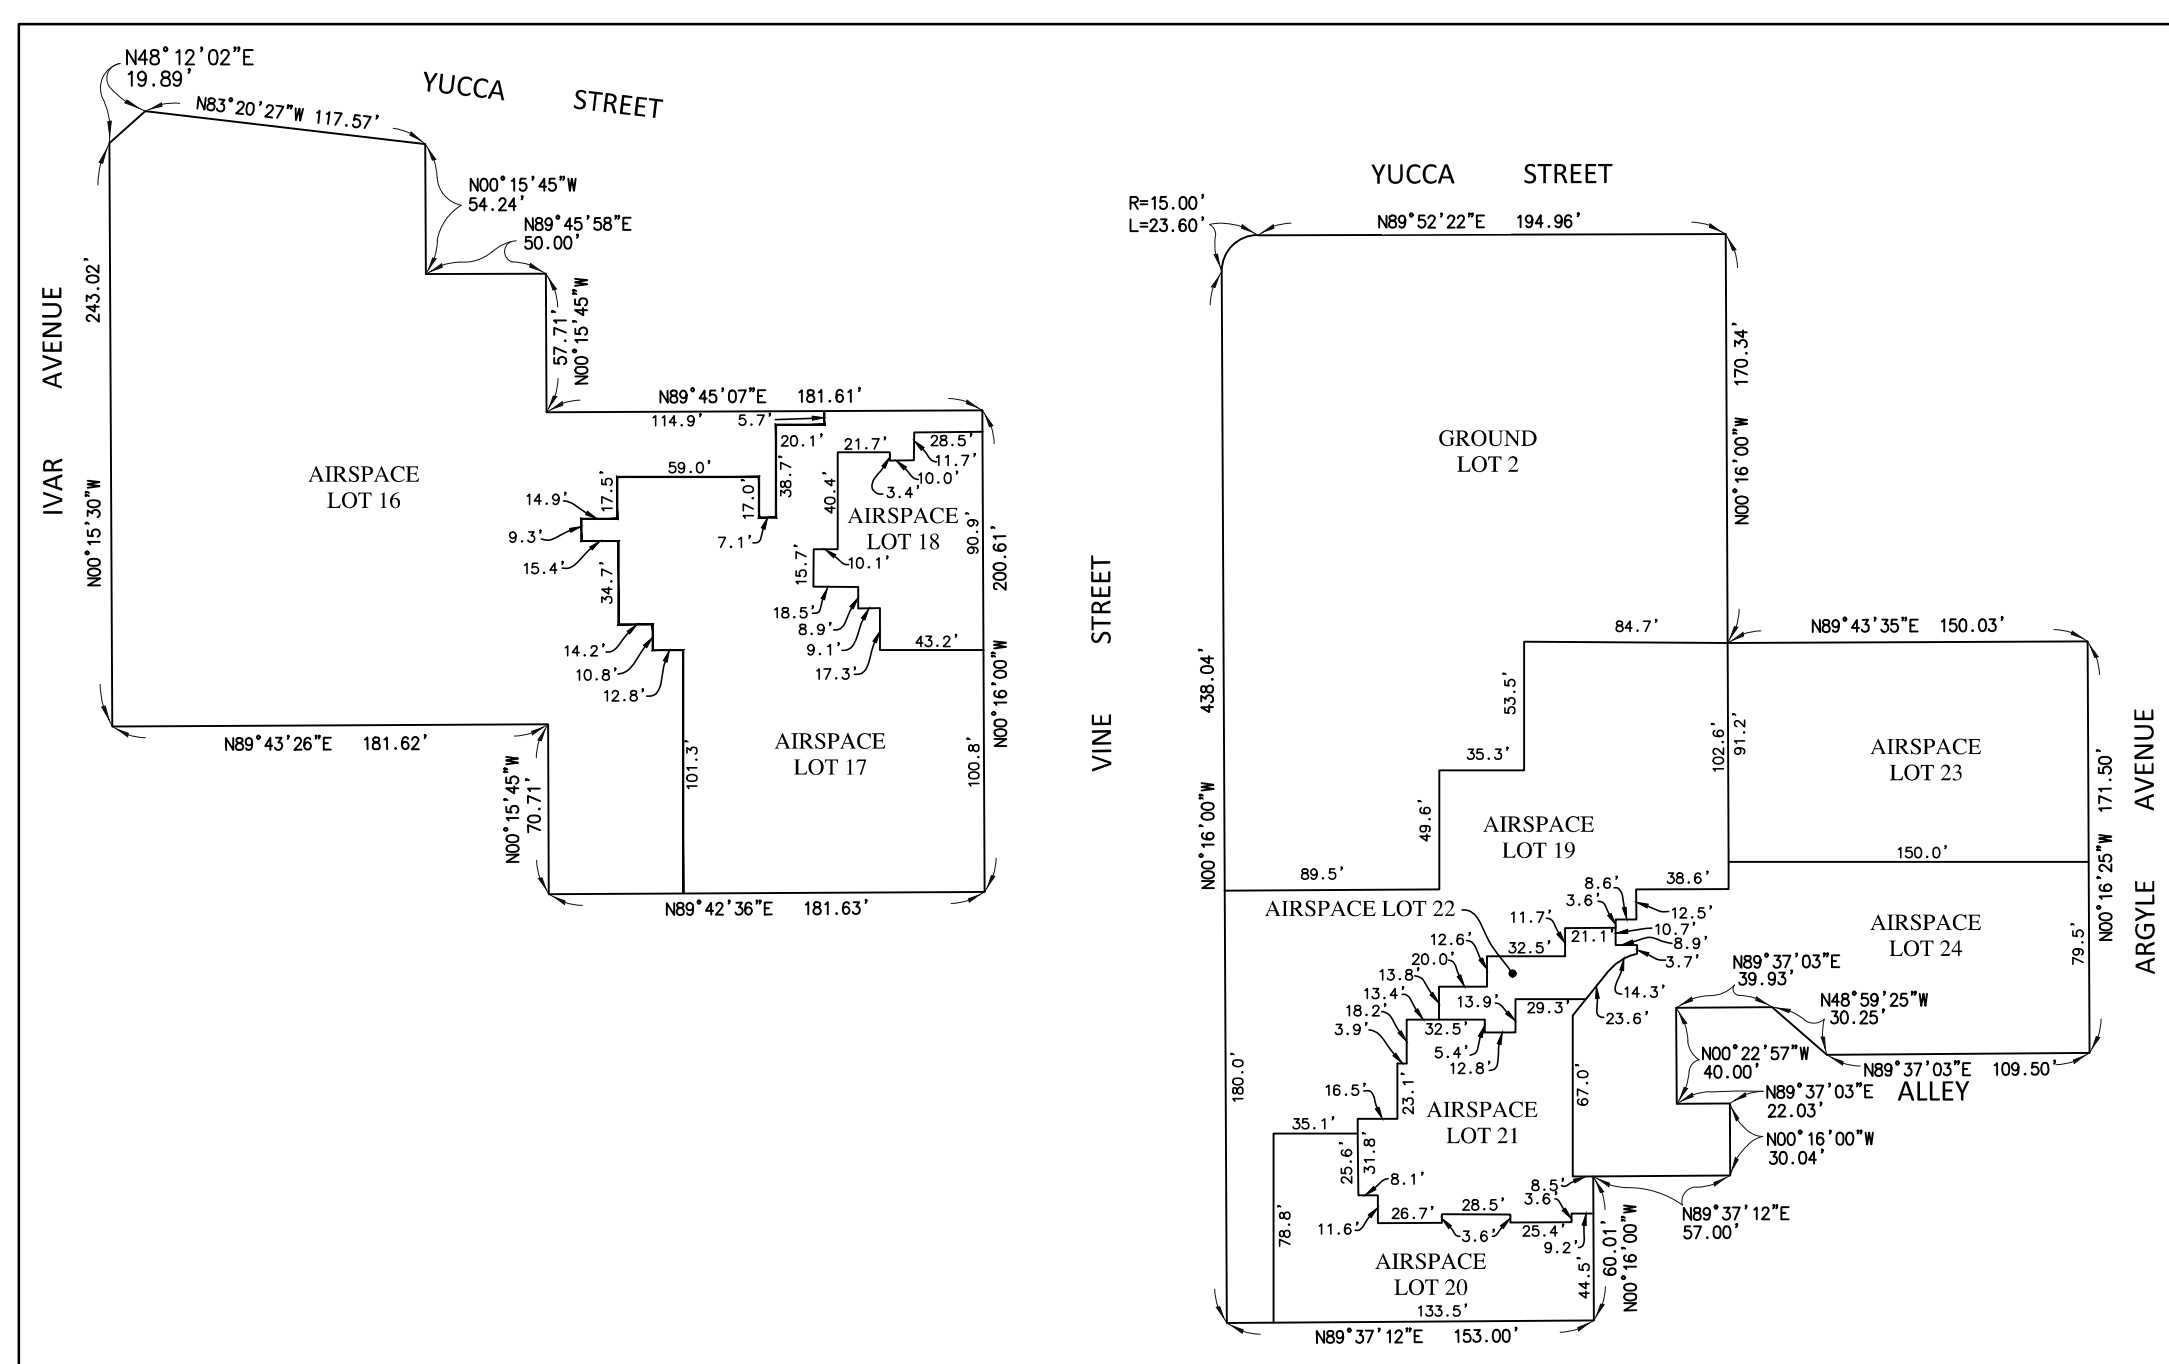 N48°12'02"E
19.89'
N83°20'27"W 117.57'
YUCCA STREET
N00°15'45"W
54.24'
N89°45'58"E
50.00'
57.71'
N00°15'45"W
IVAR AVENUE
243.02'
N00°15'30"W
AIRSPACE
LOT 16
N89°45'07"E 181.61'
114.9'
5.7'
20.1'
38.7'
59.0'
17.5'
17.0'
7.1'
14.9'
9.3'
15.4'
34.7'
14.2'
10.8'
12.8'
101.3'
21.7'
28.5'
11.7'
10.0'
3.4'
40.4'
AIRSPACE
LOT 18
90.9'
200.61'
10.1'
15.7'
18.5'
8.9'
9.1'
17.3'
43.2'
N00°16'00"W
100.8'
AIRSPACE
LOT 17
N89°43'26"E 181.62'
N00°15'45"W
70.71'
N89°42'36"E 181.63'
VINE STREET
YUCCA STREET
R=15.00'
L=23.60'
N89°52'22"E 194.96'
170.34'
N00°16'00"W
GROUND
LOT 2
438.04'
N00°16'00"W
84.7'
N89°43'35"E 150.03'
53.5'
35.3'
49.6'
89.5'
102.6'
91.2'
AIRSPACE
LOT 19
AIRSPACE
LOT 23
171.50'
N00°16'25"W
ARGYLE AVENUE
150.0'
AIRSPACE
LOT 24
79.5'
38.6'
8.6'
3.6'
12.5'
10.7'
8.9'
3.7'
21.1'
11.7'
AIRSPACE LOT 22
12.6'
32.5'
20.0'
13.8'
13.4'
18.2'
3.9'
13.9'
29.3'
14.3'
23.6'
32.5'
5.4'
12.8'
N89°37'03"E
39.93'
N48°59'25"W
30.25'
N00°22'57"W
40.00'
N89°37'03"E 109.50'
ALLEY
N89°37'03"E
22.03'
N00°16'00"W
30.04'
N89°37'12"E
57.00'
180.0'
16.5'
23.1'
67.0'
AIRSPACE
LOT 21
35.1'
25.6'
31.8'
8.1'
11.6'
26.7'
28.5'
3.6'
25.4'
3.6'
8.5'
9.2'
78.8'
44.5'
60.01'
N00°16'00"W
AIRSPACE
LOT 20
133.5'
N89°37'12"E 153.00'